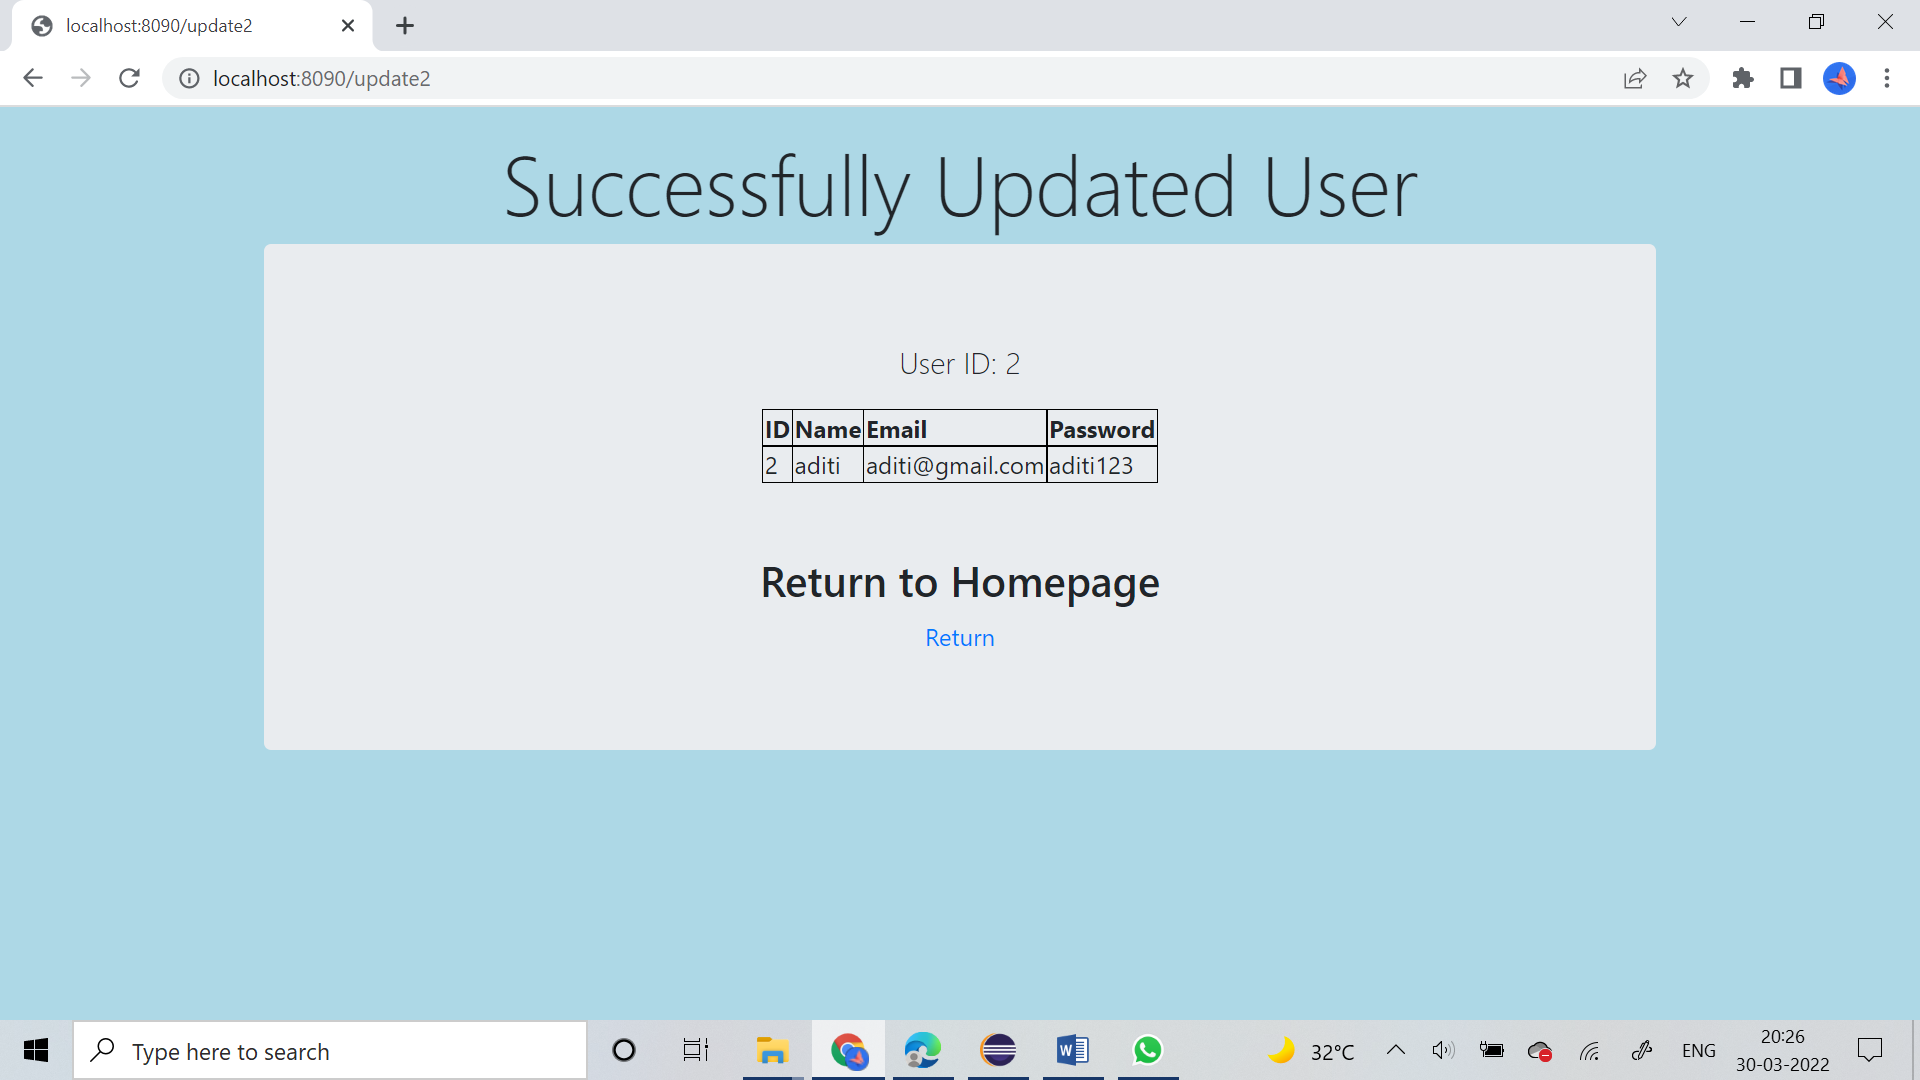 localhost:8090/update2
localhost:8090/update2
Successfully Updated User
User ID: 2
ID Name Email Password
2 aditi aditi@gmail.com aditi123
Return to Homepage
Return
Type here to search
W
32°C
ENG
20:26
30-03-2022